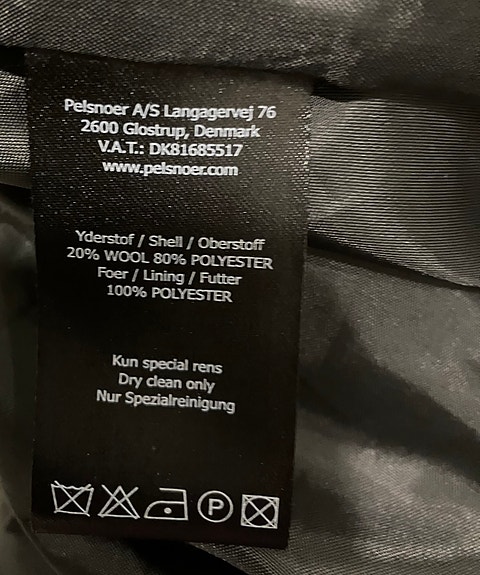 Pelsnoer A/S Langagervej 76
2600 Glostrup, Denmark
V.A.T.: DK81685517
www.pelsnoer.com
Yderstof / Shell / Oberstoff
20% WOOL 80% POLYESTER
Foer / Lining / Futter
100% POLYESTER
Kun special rens
Dry clean only
Nur Spezialreinigung
P